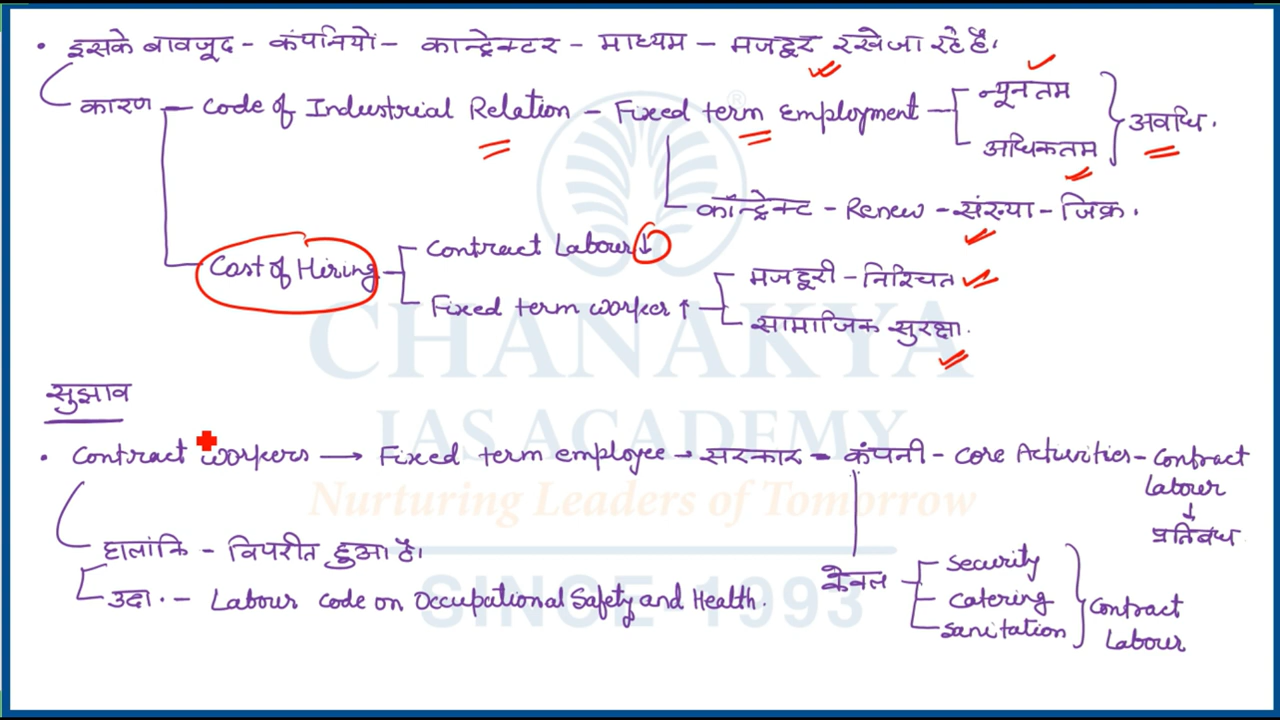 • इसके बावजूद - कंपनियों - कान्ट्रेक्टर - माध्यम - मजदूर रखे जा रहे है।
कारण - Code of Industrial Relation - Fixed term Employment - न्यूनतम
अधिकतम
अवधि.
कॉन्ट्रेक्ट - Renew - संख्या - जिक्र.
Cost of Hiring
Contract Labour ↓
Fixed term worker ↑
मजदूरी - निश्चित
सामाजिक सुरक्षा.
सुझाव
• Contract Workers → Fixed term employee → सरकार - कंपनी - Core Activities - Contract
Labour
↓
प्रतिबंध
हालांकि - विपरीत हुआ है।
उदा. - Labour Code on Occupational Safety and Health.
केवल
Security
Catering
Sanitation
Contract
Labour
®
CHANAKYA
IAS ACADEMY
Nurturing Leaders of Tomorrow
SINCE 1993